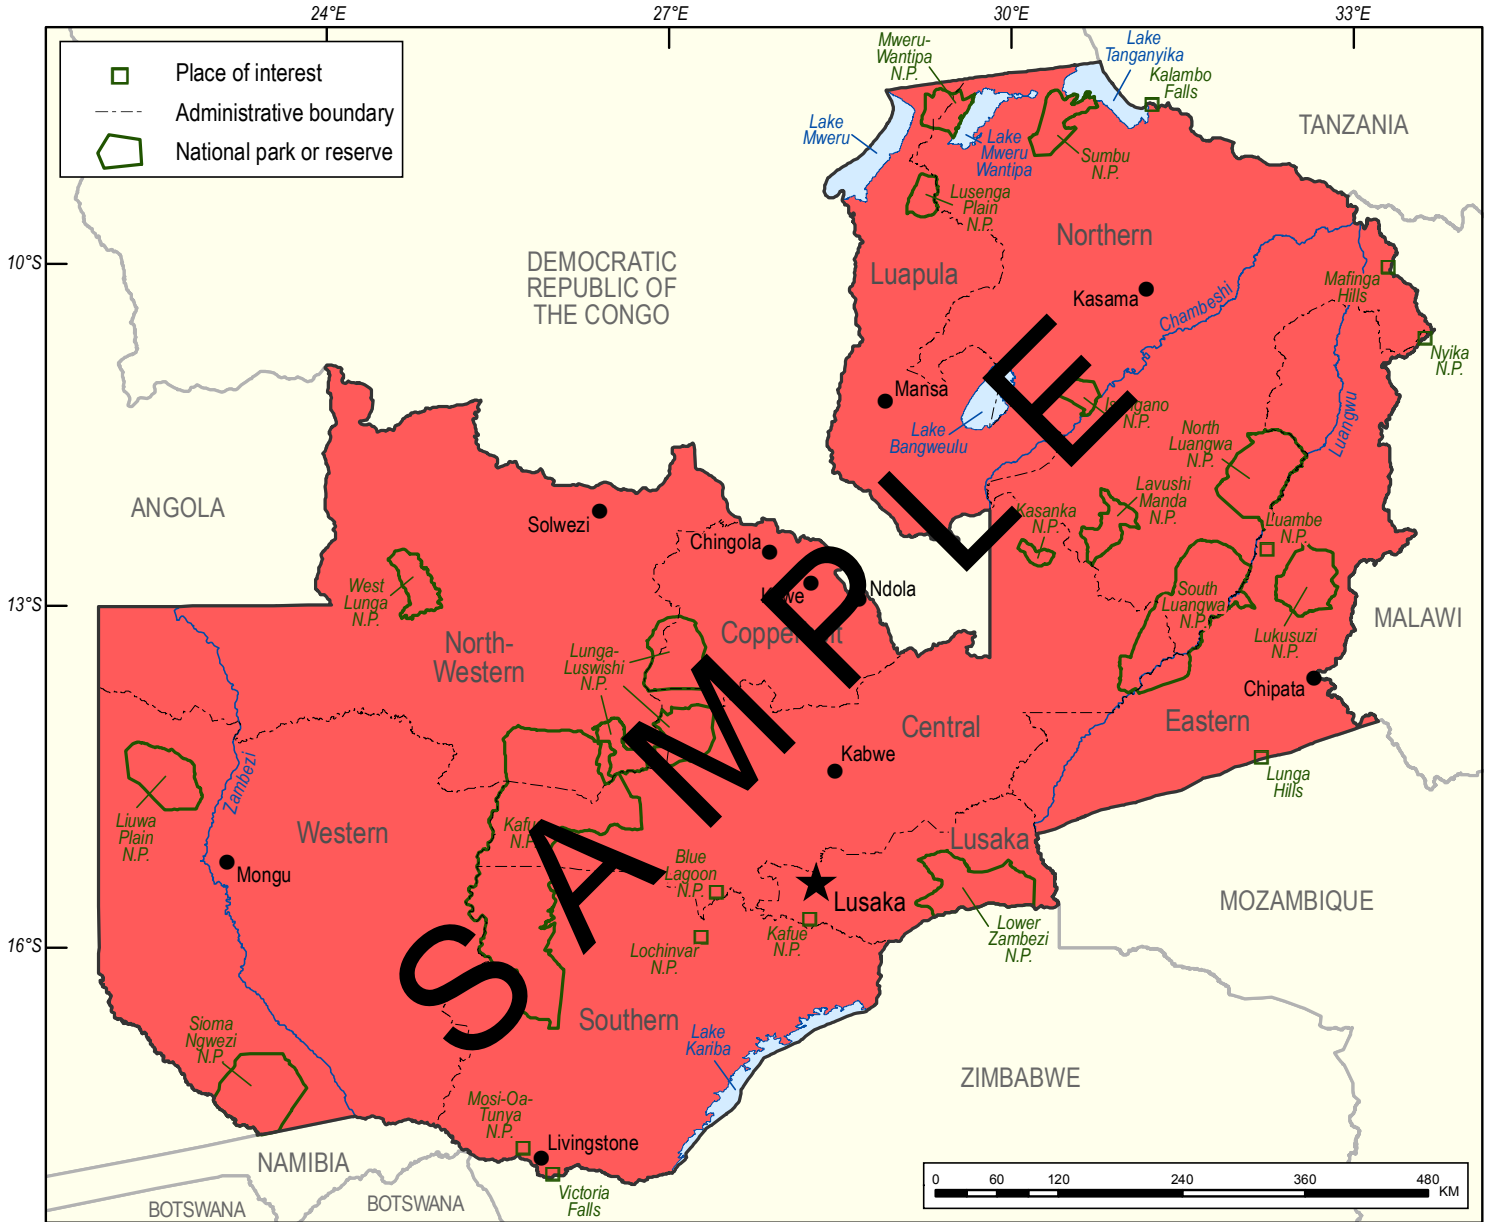 24°E
27°E
30°E
33°E
Place of interest
Administrative boundary
National park or reserve
Mweru-
Wantipa
N.P.
Lake
Tanganyika
Kalambo
Falls
TANZANIA
Lake
Mweru
Lake
Mweru
Wantipa
Sumbu
N.P.
Lusenga
Plain
N.P.
Northern
10°S
DEMOCRATIC
REPUBLIC OF
THE CONGO
Luapula
Kasama
Chambeshi
Mafinga
Hills
Nyika
N.P.
Mansa
Lake
Bangweulu
N.P.
North
Luangwa
N.P.
Luangwu
ANGOLA
Solwezi
Chingola
Kasanka
N.P.
Lavushi
Manda
N.P.
Luambe
N.P.
West
Lunga
N.P.
13°S
Ndola
South
Luangwa
N.P.
Lukusuzi
N.P.
MALAWI
North-
Western
Lunga-
Luswishi
N.P.
Chipata
Central
Eastern
Kabwe
Zambezi
Lunga
Hills
Liuwa
Plain
N.P.
Western
Lusaka
Mongu
Blue
Lagoon
N.P.
Lusaka
MOZAMBIQUE
16°S
Lochinvar
N.P.
Kafue
N.P.
Lower
Zambezi
N.P.
Sioma
Ngwezi
N.P.
Southern
Lake
Kariba
ZIMBABWE
Mosi-Oa-
Tunya
N.P.
Livingstone
NAMIBIA
Victoria
Falls
BOTSWANA
BOTSWANA
0 60 120 240 360 480 KM
SAMPLE